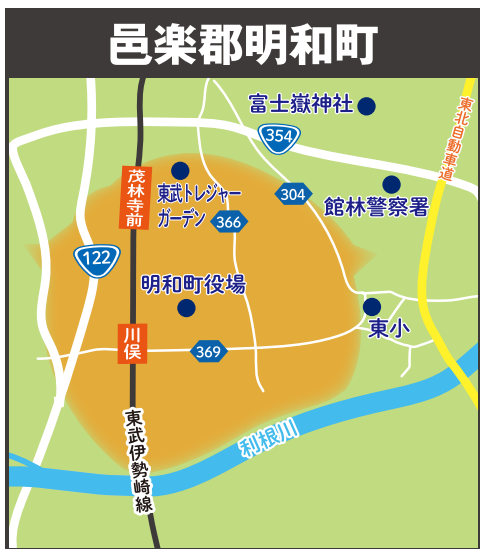 邑楽郡明和町
富士嶽神社
東北自動車道
354
茂林寺前
東武トレジャー
ガーデン
304
館林警察署
366
122
明和町役場
東小
川俣
369
東武伊勢崎線
利根川